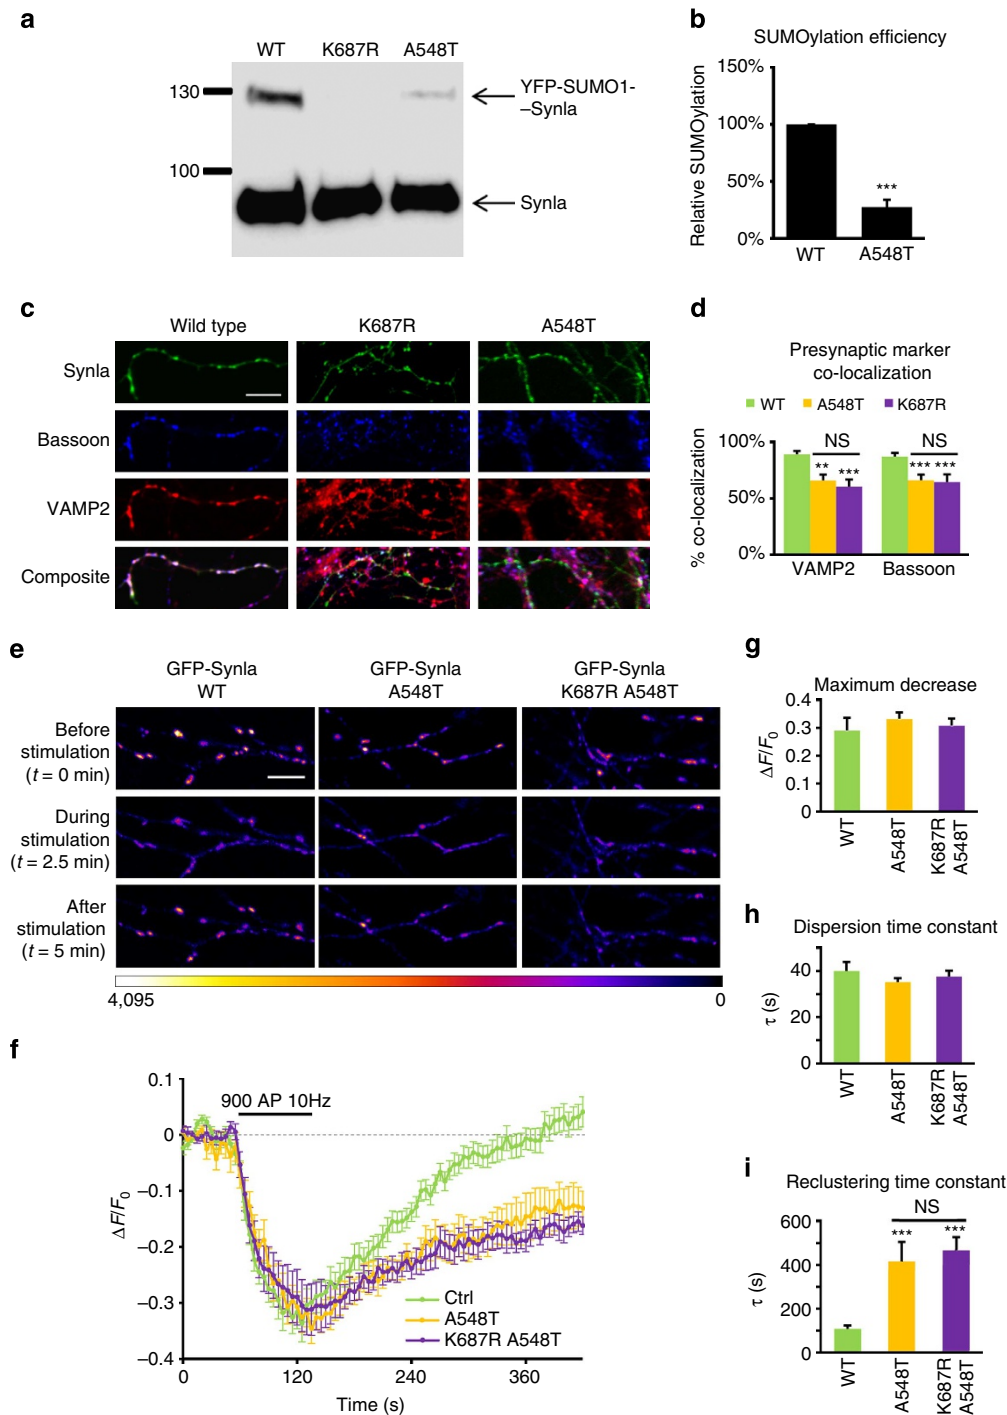 a
WT K687R A548T
130
100
YFP-SUMO1-
–SynIa
SynIa
b
SUMOylation efficiency
Relative SUMOylation
150%
100%
50%
0%
***
WT A548T
c
Wild type K687R A548T
SynIa
Bassoon
VAMP2
Composite
d
Presynaptic marker
co-localization
WT A548T K687R
% co-localization
100%
50%
0%
NS NS
** *** *** ***
VAMP2 Bassoon
e
GFP-SynIa
WT
GFP-SynIa
A548T
GFP-SynIa
K687R A548T
Before
stimulation
(t = 0 min)
During
stimulation
(t = 2.5 min)
After
stimulation
(t = 5 min)
4,095 0
f
ΔF/F0
0.1
0
–0.1
–0.2
–0.3
–0.4
900 AP 10Hz
Ctrl
A548T
K687R A548T
0 120 240 360
Time (s)
g
Maximum decrease
ΔF/F0
0.4
0.3
0.2
0.1
0
WT
A548T
K687R
A548T
h
Dispersion time constant
τ (s)
40
20
0
WT
A548T
K687R
A548T
i
Reclustering time constant
NS
τ (s)
600
400
200
0
*** ***
WT
A548T
K687R
A548T